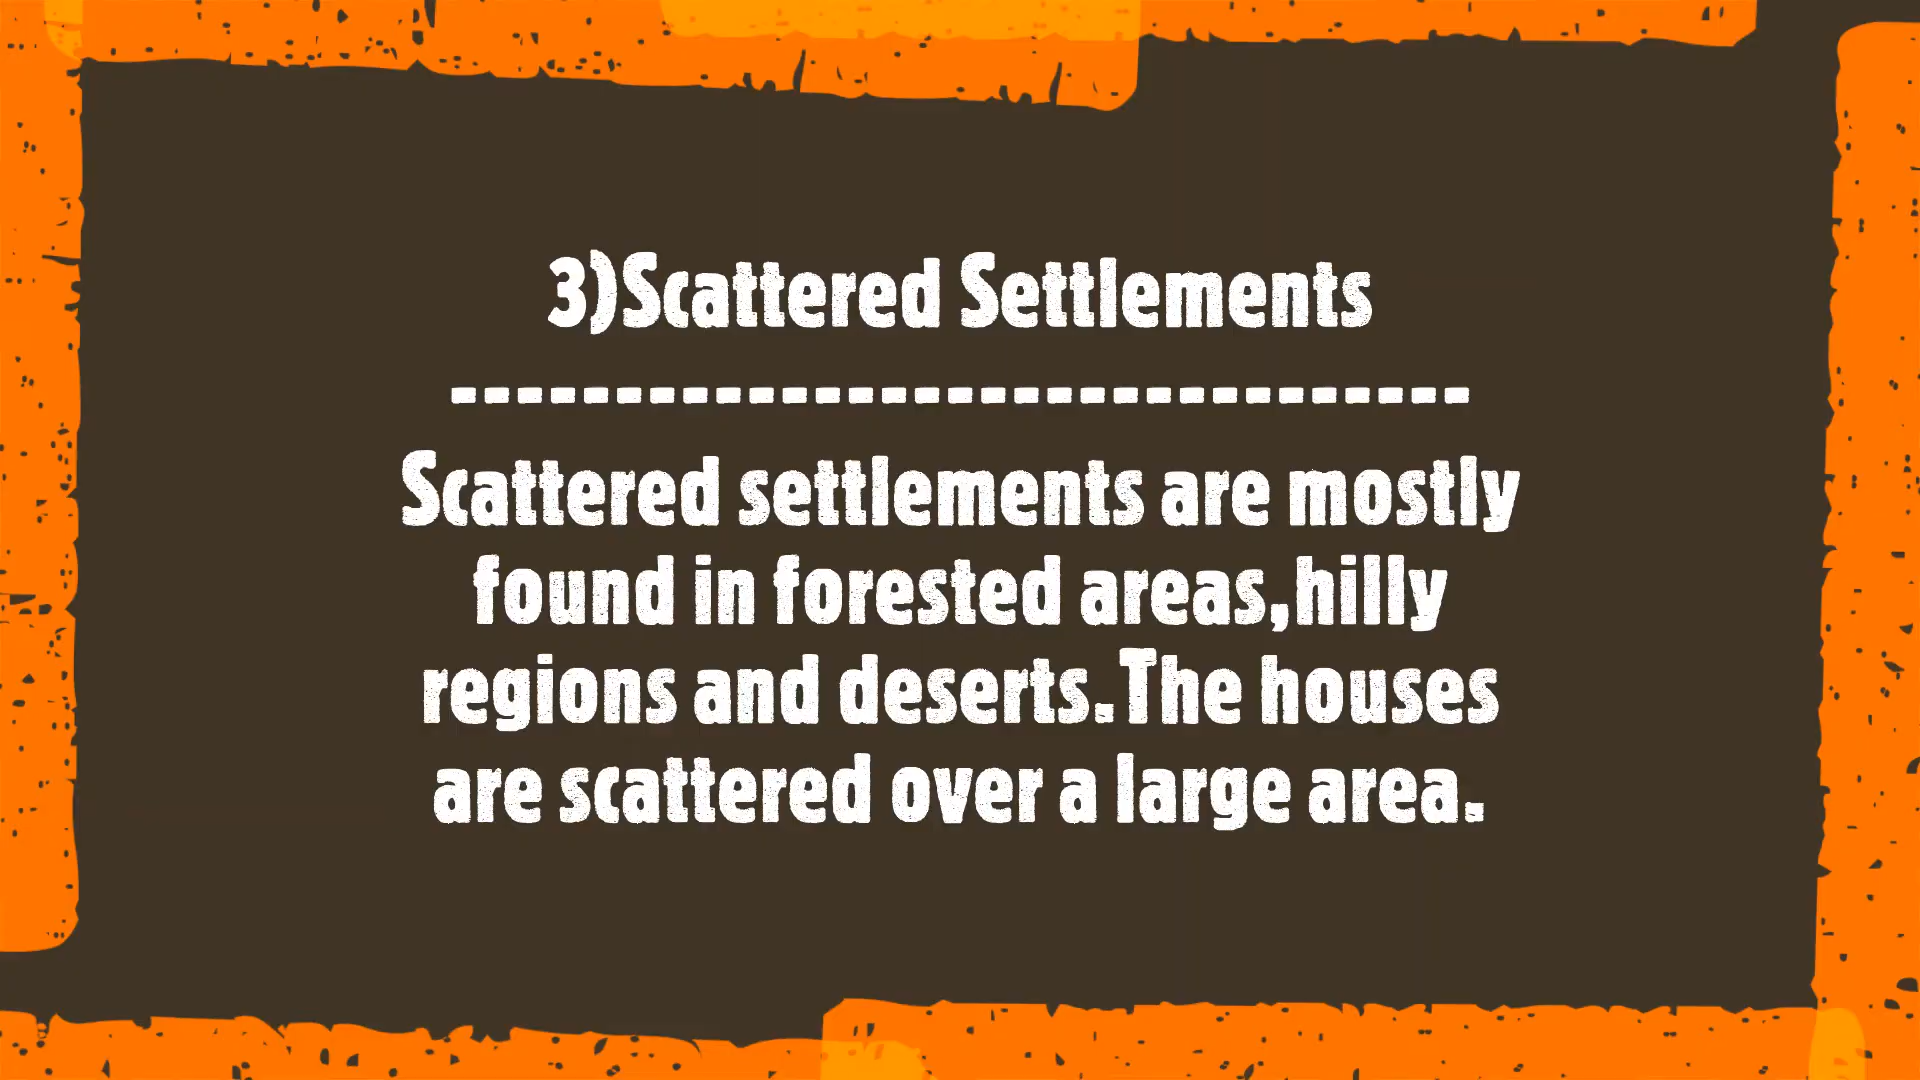 3)Scattered Settlements
-------------------------------
Scattered settlements are mostly
found in forested areas,hilly
regions and deserts.The houses
are scattered over a large area.